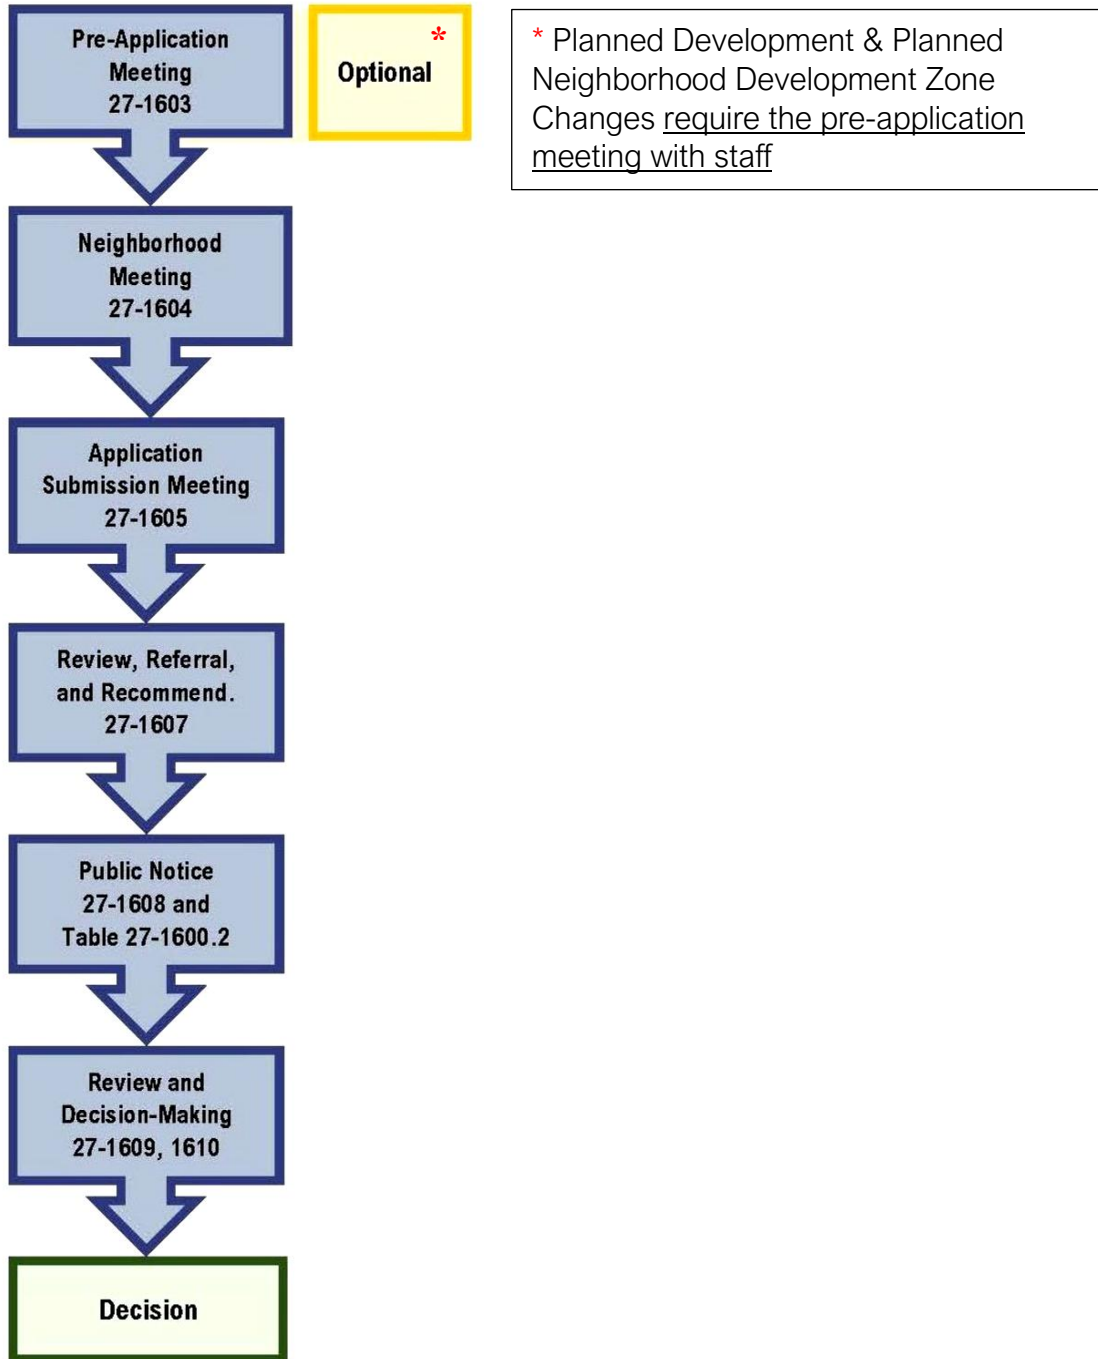 Pre-Application
Meeting
27-1603
*
Optional
* Planned Development & Planned
Neighborhood Development Zone
Changes require the pre-application
meeting with staff
Neighborhood
Meeting
27-1604
Application
Submission Meeting
27-1605
Review, Referral,
and Recommend.
27-1607
Public Notice
27-1608 and
Table 27-1600.2
Review and
Decision-Making
27-1609, 1610
Decision